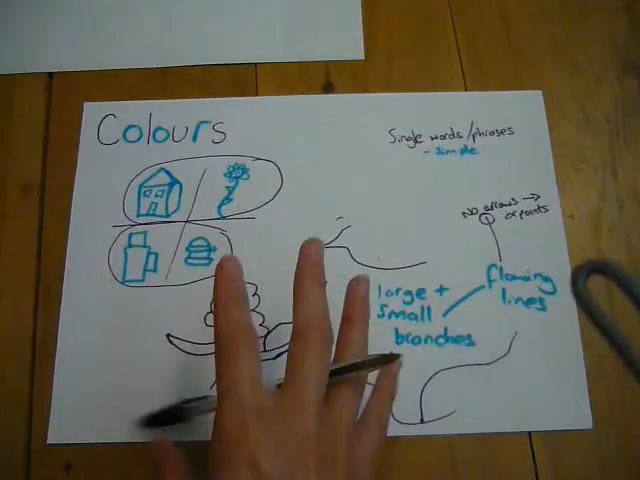 Colours
Single words/phrases
- simple
NO arrows →
or points
flowing
lines
large +
small
branches